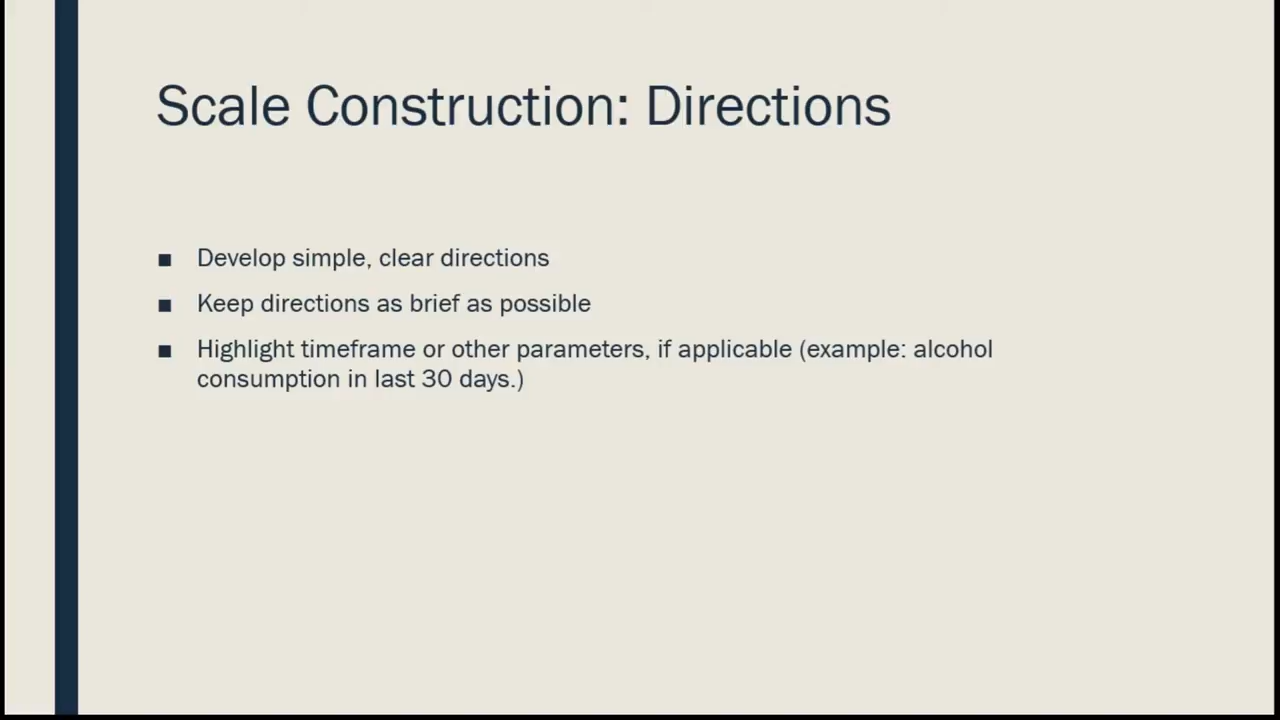 Scale Construction: Directions
■ Develop simple, clear directions
■ Keep directions as brief as possible
■ Highlight timeframe or other parameters, if applicable (example: alcohol
consumption in last 30 days.)